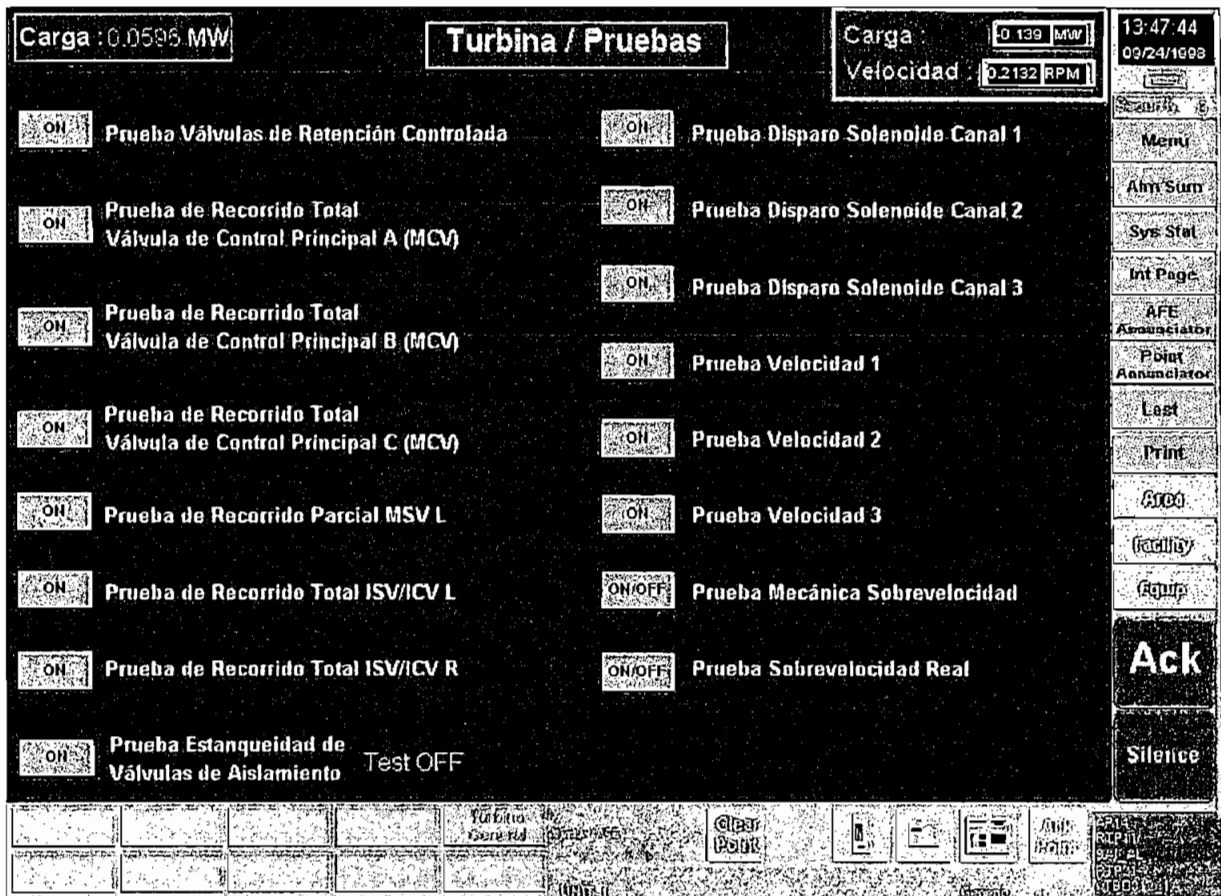 Carga : 0.0596 MW
Turbina / Pruebas
Carga : -0.139 MW
Velocidad : 0.2132 RPM
13:47:44
09/24/1998
ON Prueba Válvulas de Retención Controlada
ON Prueba de Recorrido Total
Válvula de Control Principal A (MCV)
ON Prueba de Recorrido Total
Válvula de Control Principal B (MCV)
ON Prueba de Recorrido Total
Válvula de Control Principal C (MCV)
ON Prueba de Recorrido Parcial MSV L
ON Prueba de Recorrido Total ISV/ICV L
ON Prueba de Recorrido Total ISV/ICV R
ON Prueba Estanqueidad de
Válvulas de Aislamiento Test OFF
ON Prueba Disparo Solenoide Canal 1
ON Prueba Disparo Solenoide Canal 2
ON Prueba Disparo Solenoide Canal 3
ON Prueba Velocidad 1
ON Prueba Velocidad 2
ON Prueba Velocidad 3
ON/OFF Prueba Mecánica Sobrevelocidad
ON/OFF Prueba Sobrevelocidad Real
Menu
Alm Sum
Sys Stat
Int Page
AFE
Annunciator
Point
Annunciator
Last
Print
Area
Facility
Equip
Ack
Silence
Turbina
General
Clear
Point